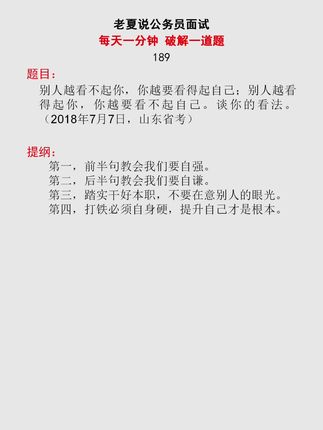 老夏说公务员面试
每天一分钟 破解一道题
189
题目：
别人越看不起你，你越要看得起自己；别人越看
得起你，你越要看不起自己。谈你的看法。
（2018年7月7日，山东省考）
提纲：
第一，前半句教会我们要自强。
第二，后半句教会我们要自谦。
第三，踏实干好本职，不要在意别人的眼光。
第四，打铁必须自身硬，提升自己才是根本。